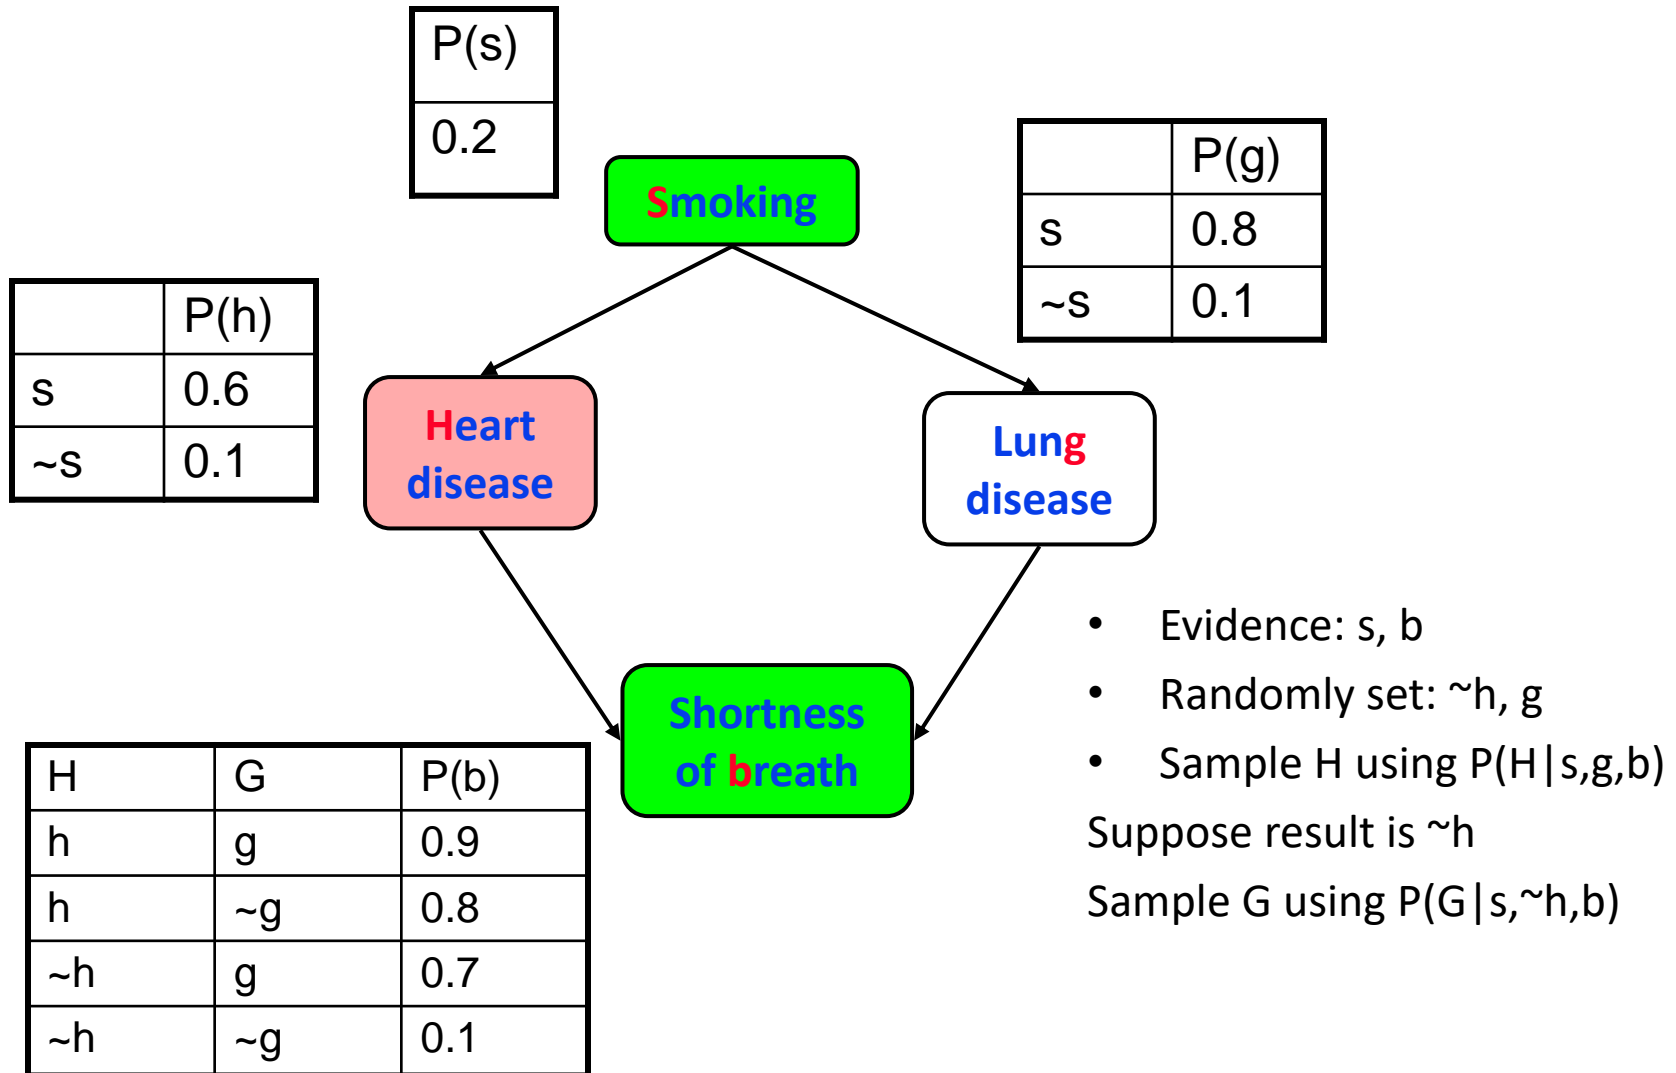 P(s)
0.2
Smoking
P(g)
s 0.8
~s 0.1
P(h)
s 0.6
~s 0.1
Heart
disease
Lung
disease
Shortness
of breath
H G P(b)
h g 0.9
h ~g 0.8
~h g 0.7
~h ~g 0.1
• Evidence: s, b
• Randomly set: ~h, g
• Sample H using P(H|s,g,b)
Suppose result is ~h
Sample G using P(G|s,~h,b)